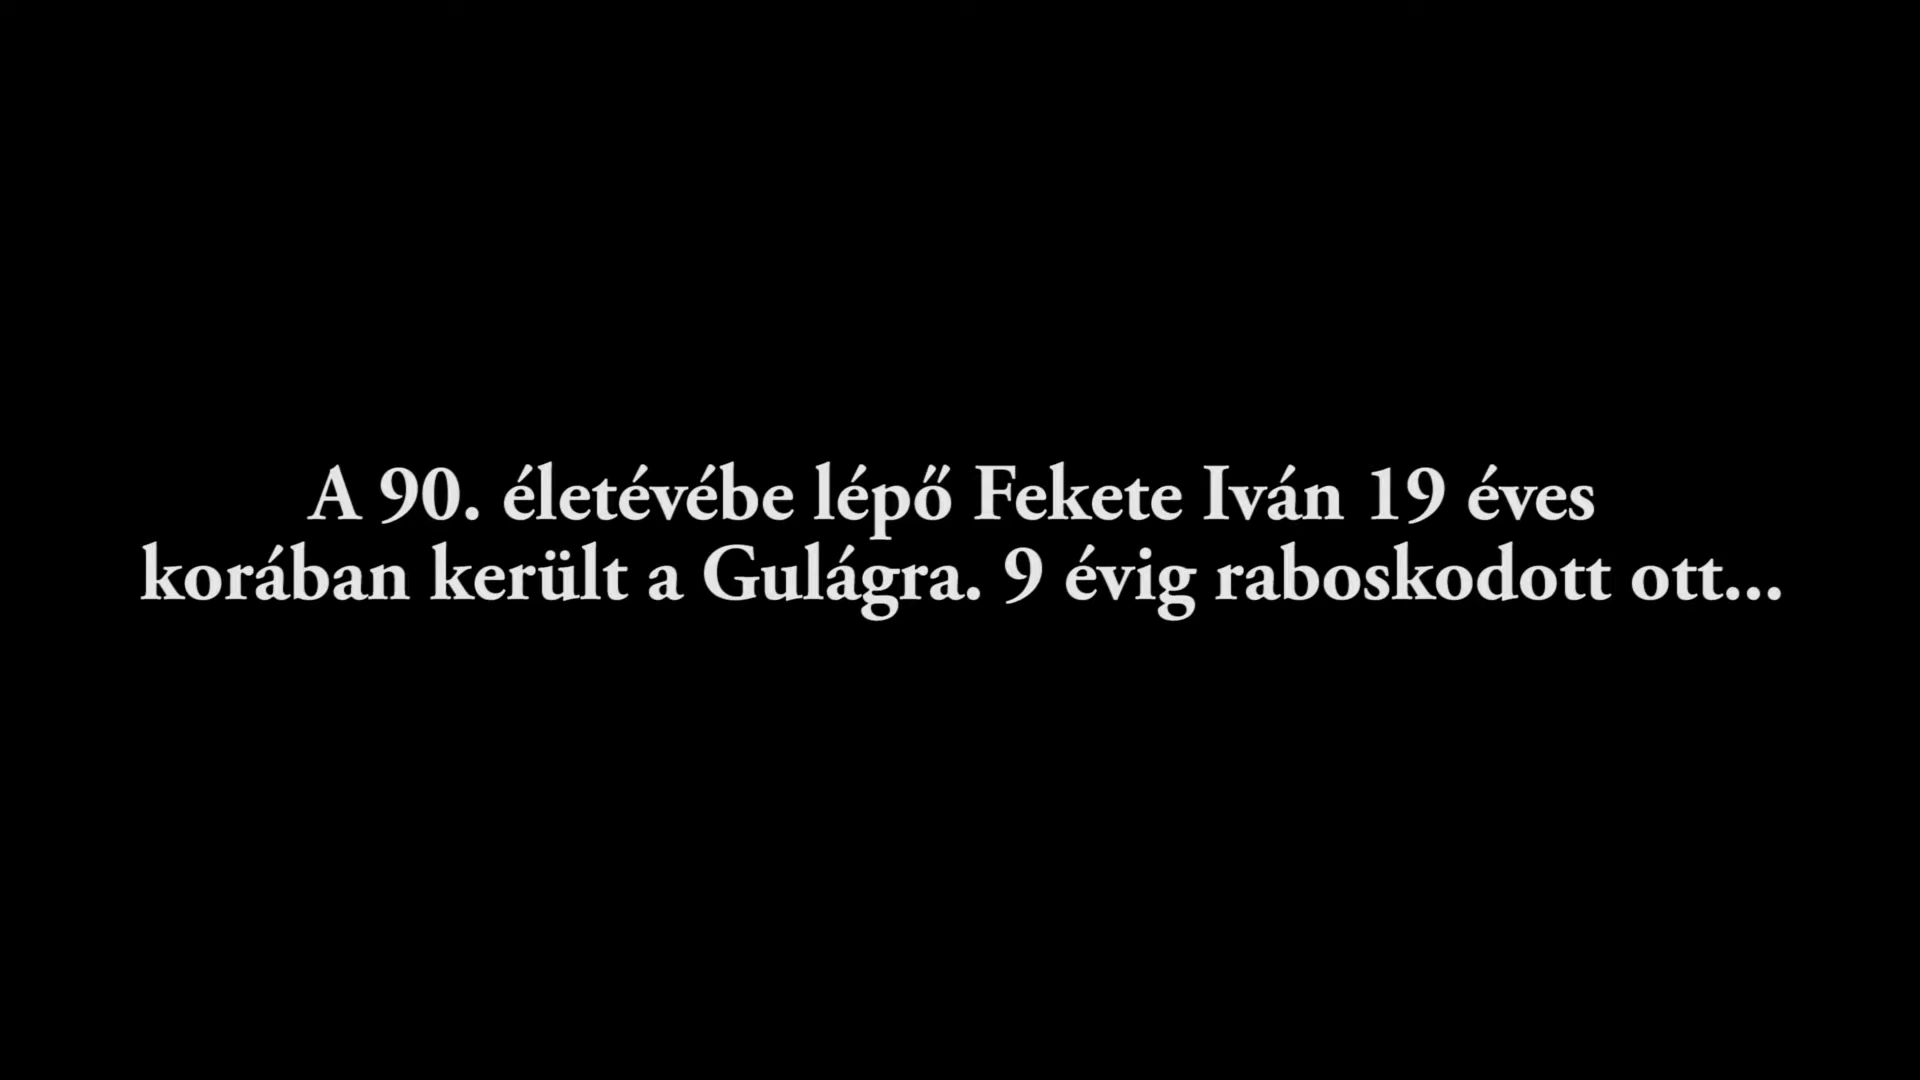 A 90. életévébe lépő Fekete Iván 19 éves
korában került a Gulágra. 9 évig raboskodott ott...